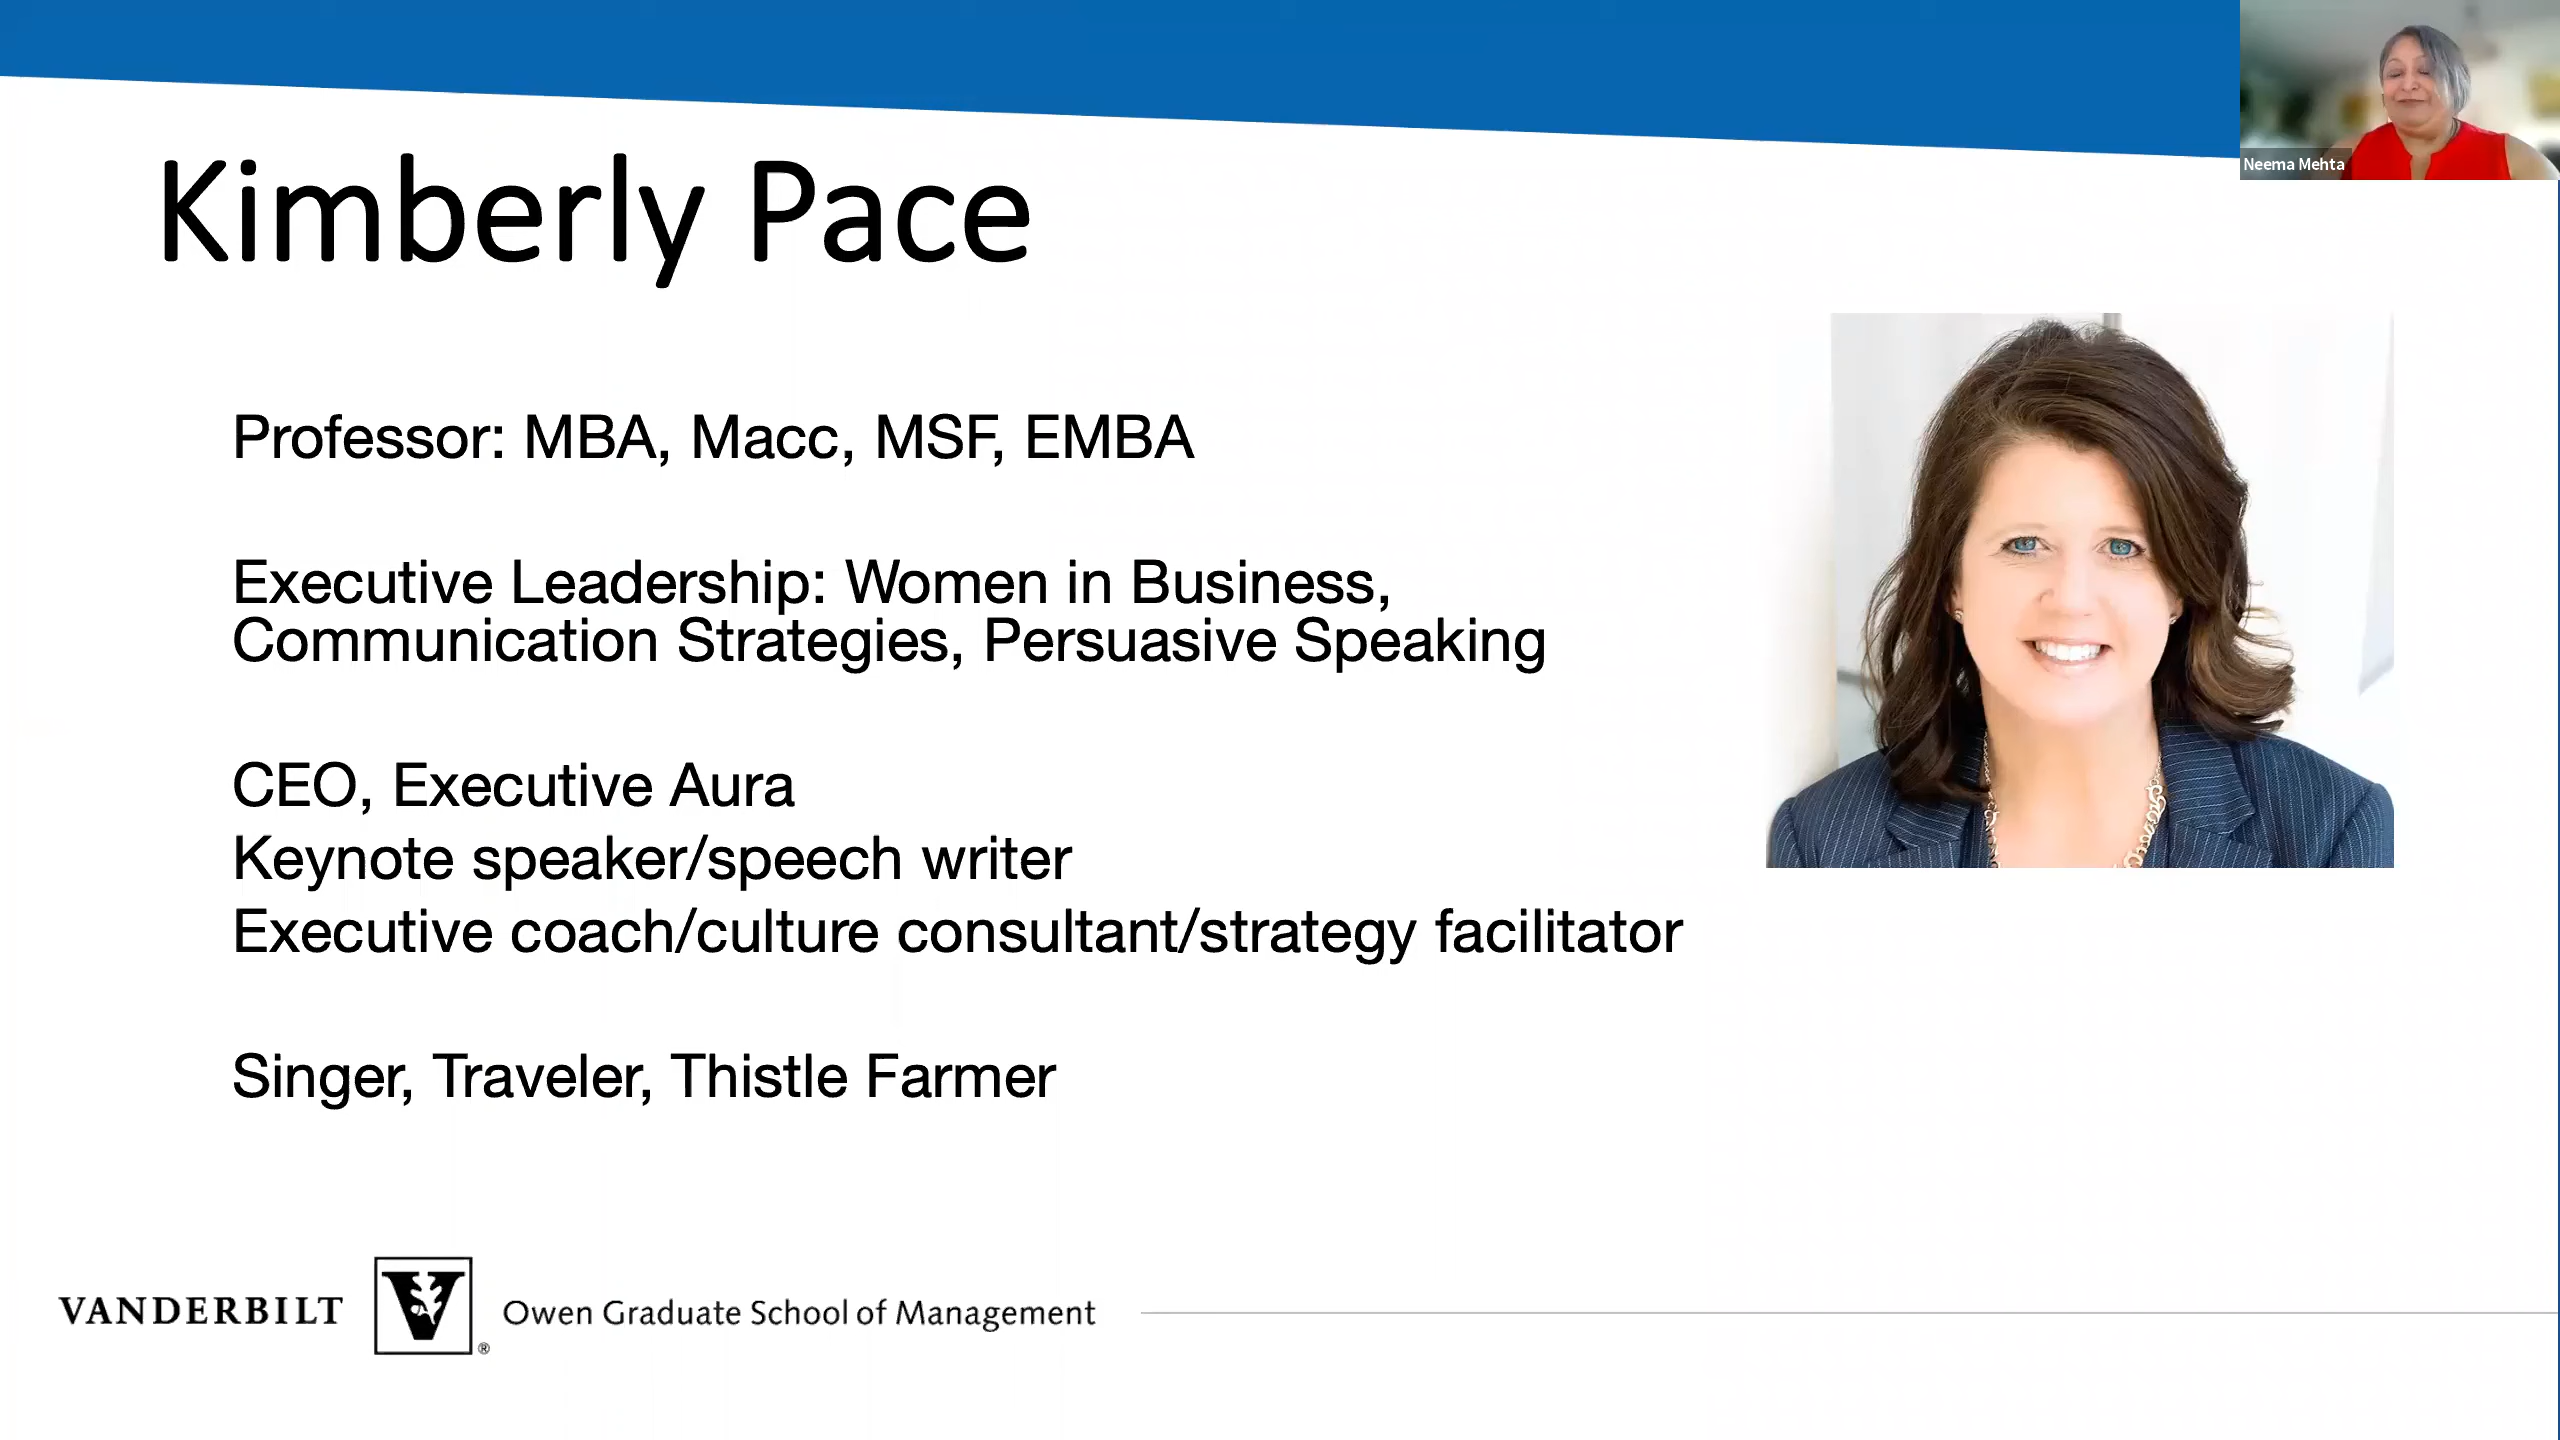 Neema Mehta
Kimberly Pace
Professor: MBA, Macc, MSF, EMBA
Executive Leadership: Women in Business,
Communication Strategies, Persuasive Speaking
CEO, Executive Aura
Keynote speaker/speech writer
Executive coach/culture consultant/strategy facilitator
Singer, Traveler, Thistle Farmer
VANDERBILT V® Owen Graduate School of Management